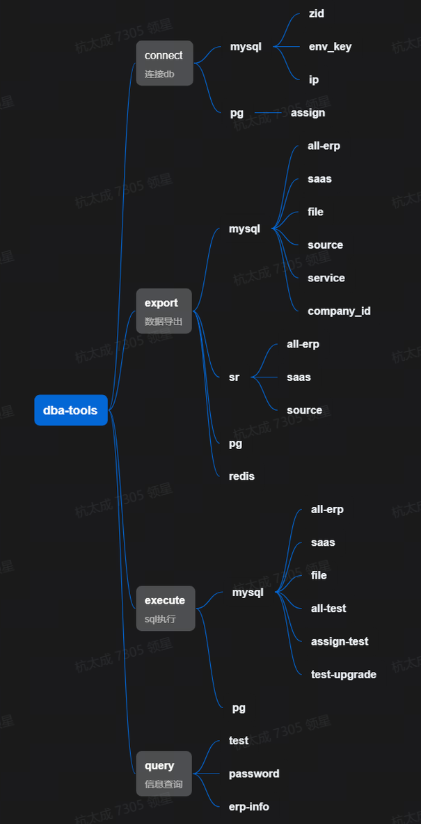 dba-tools
connect
连接db
mysql
zid
env_key
ip
pg
assign
export
数据导出
mysql
all-erp
saas
file
source
service
company_id
sr
all-erp
saas
source
pg
redis
execute
sql执行
mysql
all-erp
saas
file
all-test
assign-test
test-upgrade
pg
query
信息查询
test
password
erp-info
杭太成 7305 领星